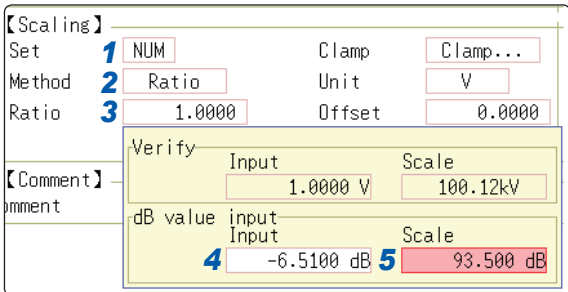 【Scaling】
Set 1 NUM Clamp Clamp...
Method 2 Ratio Unit V
Ratio 3 1.0000 Offset 0.0000
Verify
Input Scale
【Comment】 1.0000 V 100.12kV
omment
dB value input
Input Scale
4 -6.5100 dB 5 93.500 dB